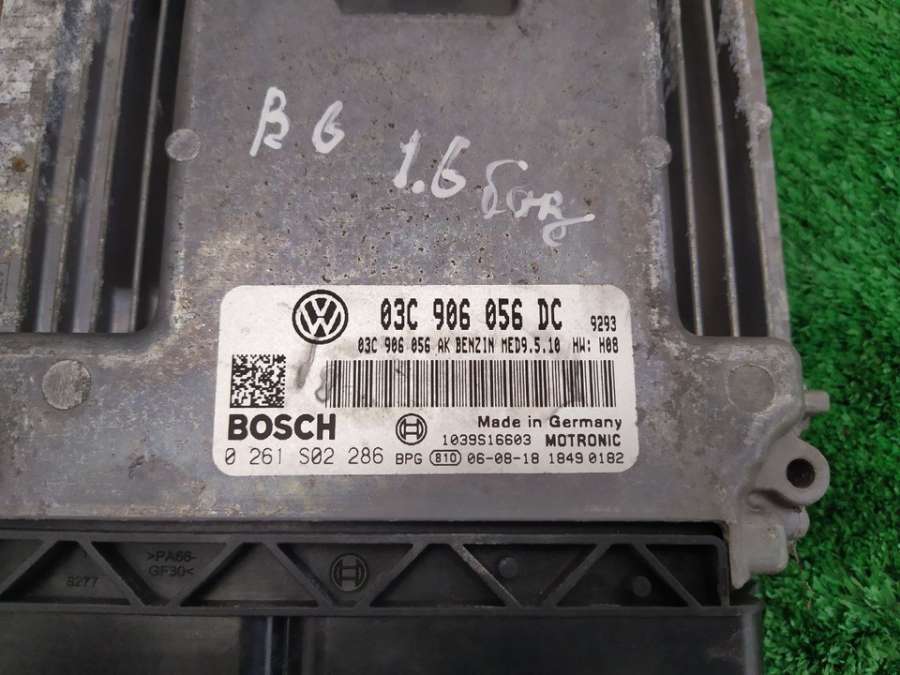 B6
1.6
03C 906 056 DC 9293
03C 906 056 AK BENZIN MED9.5.10 HW: H08
BOSCH
Made in Germany
1039S16603 MOTRONIC
0 261 S02 286 BPG 810 06-08-18 1849 0182
>PA66-
GF30<
8277